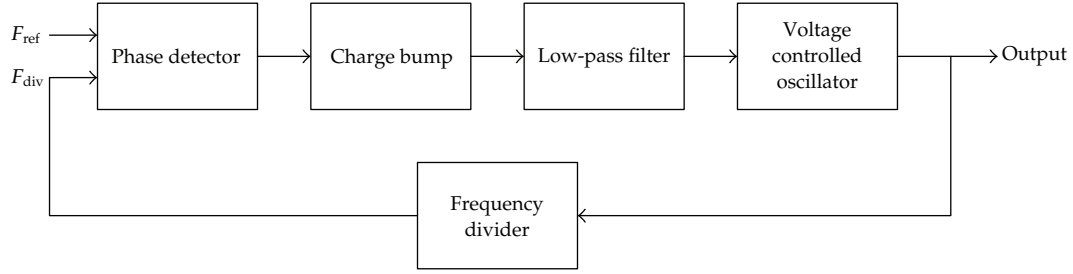 F_ref
F_div
Phase detector
Charge bump
Low-pass filter
Voltage
controlled
oscillator
Output
Frequency
divider